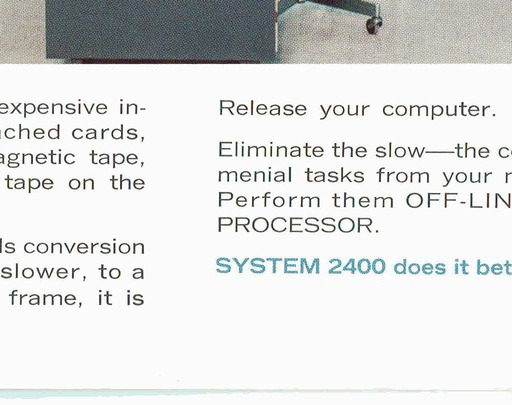 expensive in-
ched cards,
agnetic tape,
tape on the
ls conversion
slower, to a
frame, it is
Release your computer.
Eliminate the slow—the c
menial tasks from your
Perform them OFF-LIN
PROCESSOR.
SYSTEM 2400 does it bet